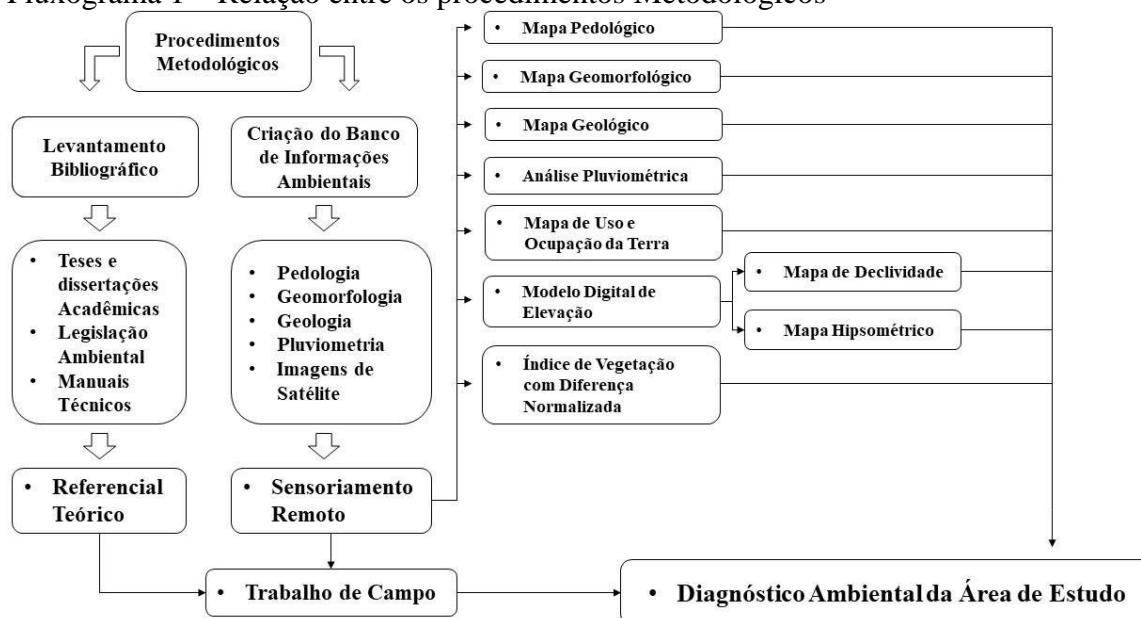 Fluxograma 1 – Relação entre os procedimentos Metodológicos
Procedimentos
Metodológicos
Levantamento
Bibliográfico
Criação do Banco
de Informações
Ambientais
• Teses e
dissertações
Acadêmicas
• Legislação
Ambiental
• Manuais
Técnicos
• Pedologia
• Geomorfologia
• Geologia
• Pluviometria
• Imagens de
Satélite
• Referencial
Teórico
• Sensoriamento
Remoto
• Mapa Pedológico
• Mapa Geomorfológico
• Mapa Geológico
• Análise Pluviométrica
• Mapa de Uso e
Ocupação da Terra
• Modelo Digital de
Elevação
• Mapa de Declividade
• Mapa Hipsométrico
• Índice de Vegetação
com Diferença
Normalizada
• Trabalho de Campo
• Diagnóstico Ambiental da Área de Estudo